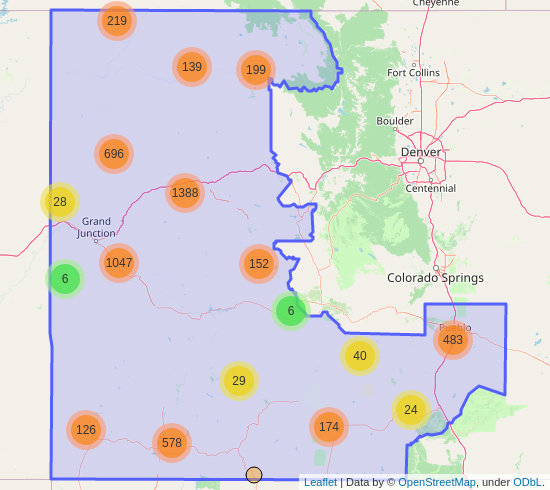 Cheyenne
219
139
199
Fort Collins
Boulder
696
Denver
1388
Centennial
28
Grand
Junction
1047
152
6
Colorado Springs
6
Pueblo
483
40
29
24
126
578
174
Leaflet | Data by © OpenStreetMap, under ODbL.